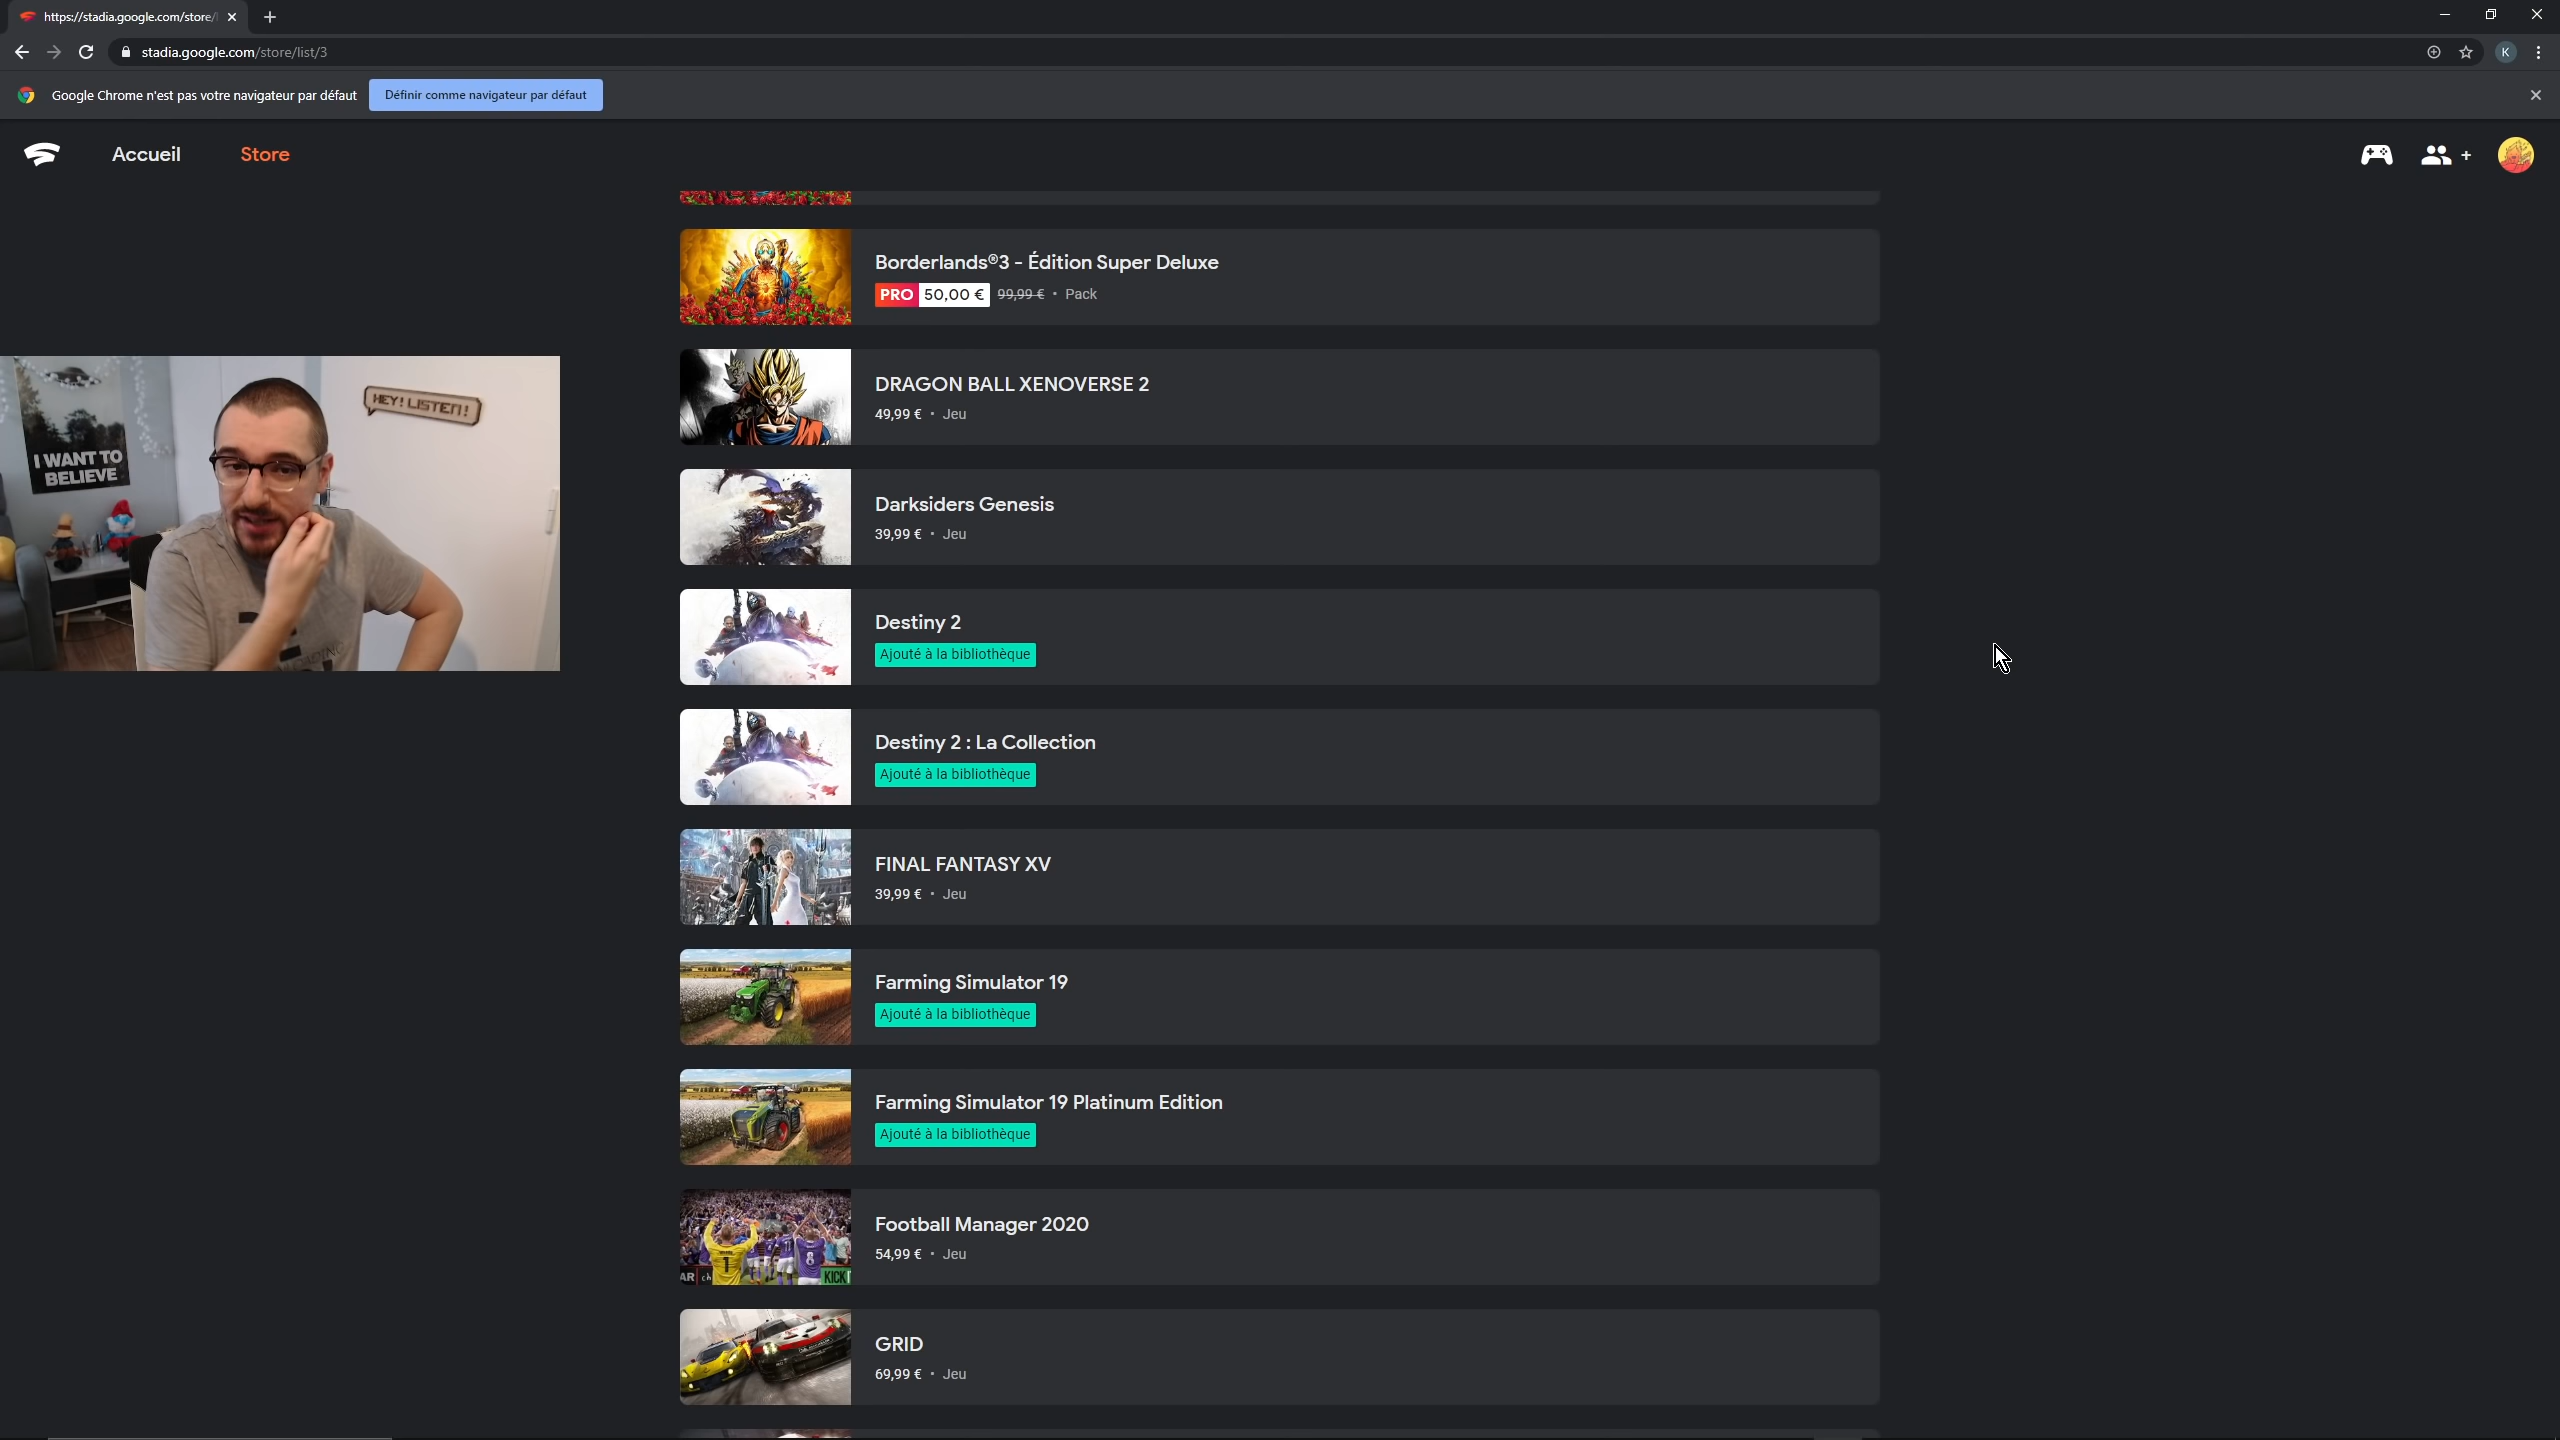 https://stadia.google.com/store/l
stadia.google.com/store/list/3
K
Google Chrome n'est pas votre navigateur par défaut
Définir comme navigateur par défaut
Accueil
Store
Borderlands®3 - Édition Super Deluxe
PRO 50,00 € 99,99 € • Pack
HEY! LISTEN!
I WANT TO
BELIEVE
DRAGON BALL XENOVERSE 2
49,99 € • Jeu
Darksiders Genesis
39,99 € • Jeu
Destiny 2
Ajouté à la bibliothèque
Destiny 2 : La Collection
Ajouté à la bibliothèque
FINAL FANTASY XV
39,99 € • Jeu
Farming Simulator 19
Ajouté à la bibliothèque
Farming Simulator 19 Platinum Edition
Ajouté à la bibliothèque
Football Manager 2020
54,99 € • Jeu
1
8
KICK
GRID
69,99 € • Jeu